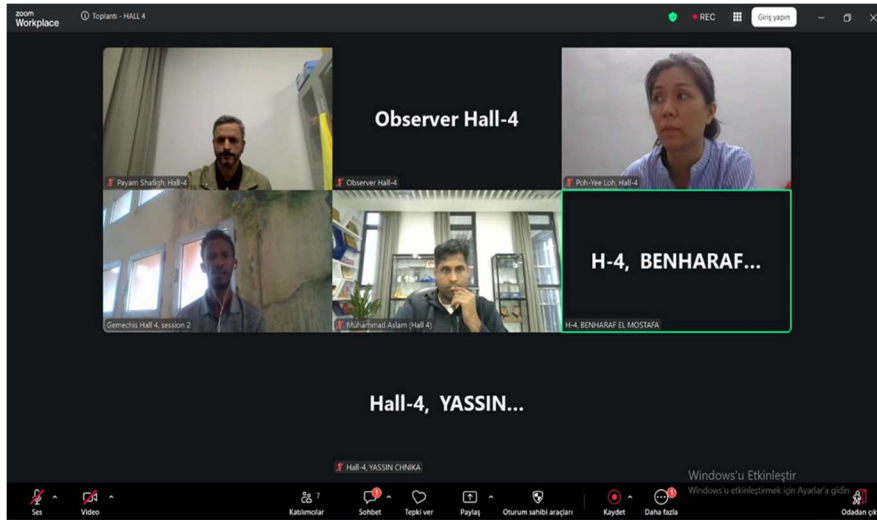 zoom
Workplace
Toplantı - HALL 4
REC
Giriş yapın
Payam Shafigh, Hall-4
Observer Hall-4
Observer Hall-4
Poh-Yee Loh, Hall-4
Gemechis Hall 4, session 2
Muhammad Aslam (Hall 4)
H-4, BENHARAF...
H-4, BENHARAF EL MOSTAFA
Hall-4, YASSIN...
Hall-4, YASSIN CHNIKA
Windows'u Etkinleştir
Windows'u etkinleştirmek için Ayarlar'a gidin.
Ses
Video
7
Katılımcılar
1
Sohbet
Tepki ver
Paylaş
Oturum sahibi araçları
Kaydet
1
Daha fazla
Odadan çık